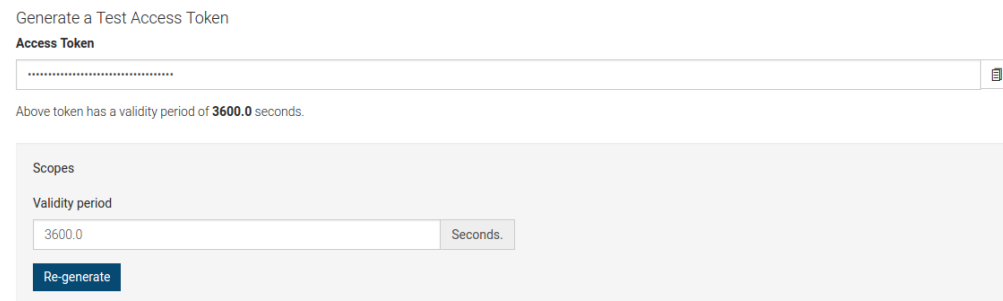 Generate a Test Access Token
Access Token
····································
Above token has a validity period of 3600.0 seconds.
Scopes
Validity period
3600.0 Seconds.
Re-generate